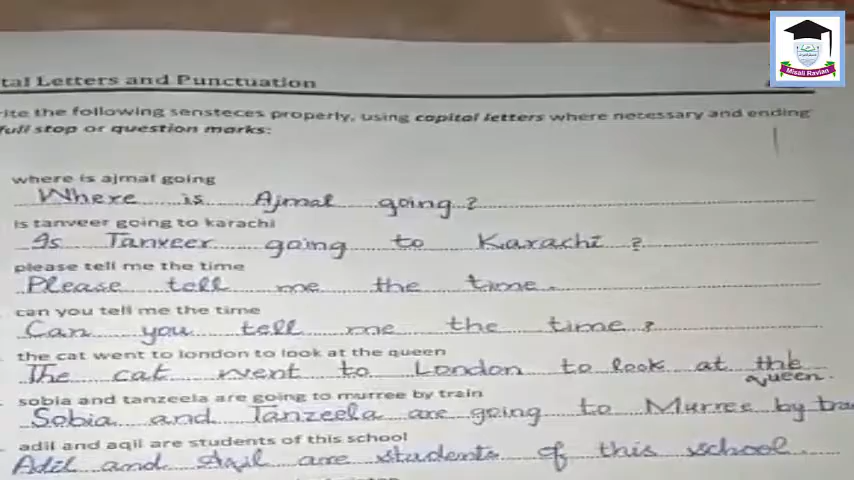 Misali Ravian
tal Letters and Punctuation
rite the following sensteces properly, using capital letters where necessary and ending
full stop or question marks:
where is ajmal going
Where is Ajmal going?
is tanveer going to karachi
Is Tanveer going to Karachi?
please tell me the time
Please tell me the time.
can you tell me the time
Can you tell me the time?
the cat went to london to look at the queen
The cat went to London to look at the
queen.
sobia and tanzeela are going to murree by train
Sobia and Tanzeela are going to Murree by tra
adil and aqil are students of this school
Adil and Aqil are students of this school.